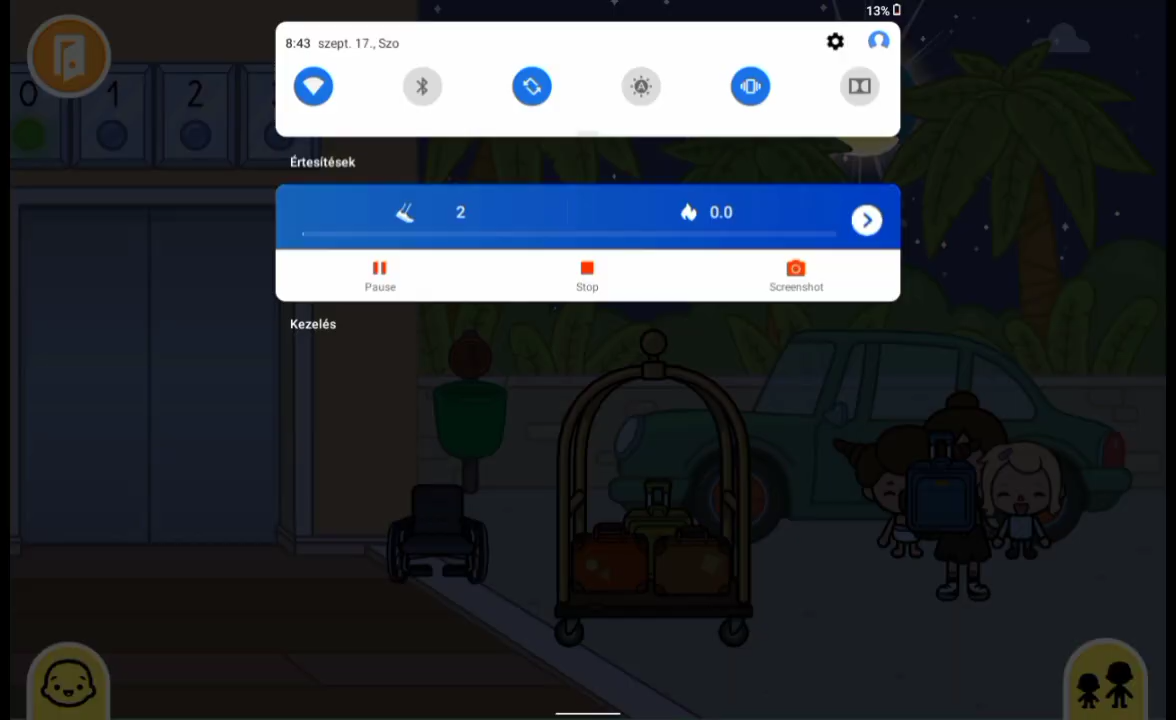 13%
8:43 szept. 17., Szo
0 1 2
Értesítések
2 0.0
Pause Stop Screenshot
Kezelés